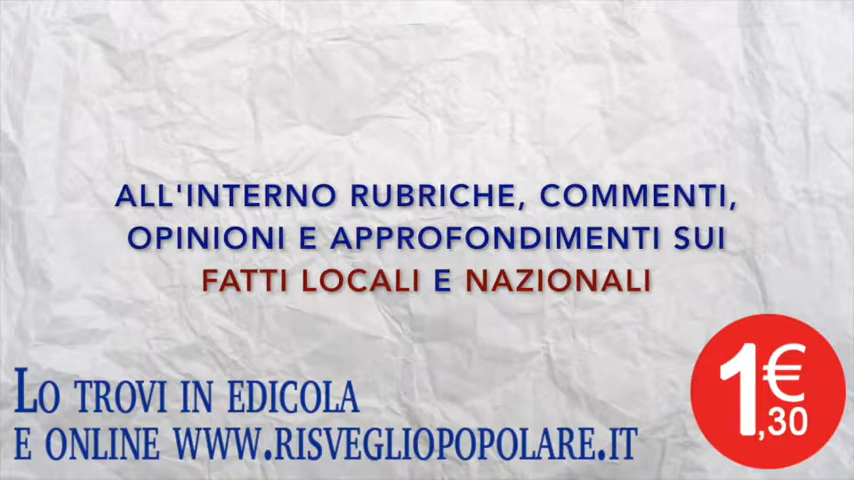 ALL'INTERNO RUBRICHE, COMMENTI,
OPINIONI E APPROFONDIMENTI SUI
FATTI LOCALI E NAZIONALI
LO TROVI IN EDICOLA
E ONLINE WWW.RISVEGLIOPOPOLARE.IT
1€
,30